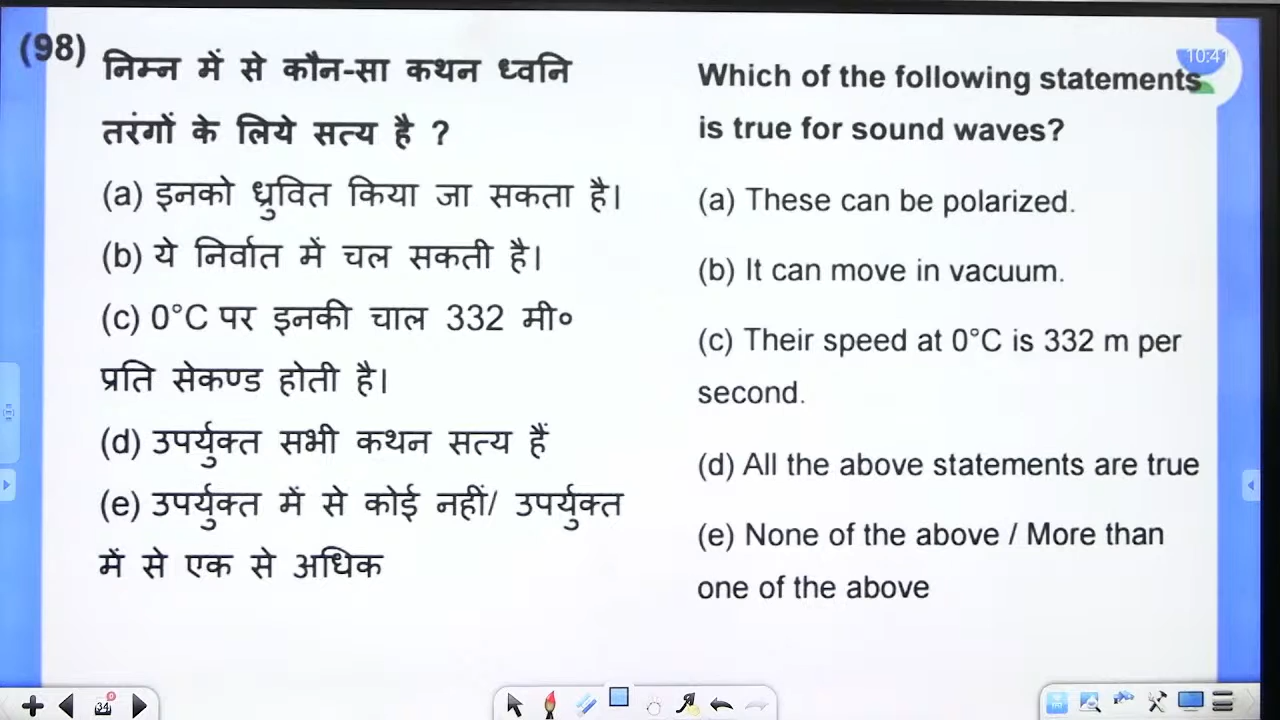 (98)
निम्न में से कौन-सा कथन ध्वनि
तरंगों के लिये सत्य है ?
(a) इनको ध्रुवित किया जा सकता है।
(b) ये निर्वात में चल सकती है।
(c) 0°C पर इनकी चाल 332 मी०
प्रति सेकण्ड होती है।
(d) उपर्युक्त सभी कथन सत्य हैं
(e) उपर्युक्त में से कोई नहीं/ उपर्युक्त
में से एक से अधिक
10:41
Which of the following statements
is true for sound waves?
(a) These can be polarized.
(b) It can move in vacuum.
(c) Their speed at 0°C is 332 m per
second.
(d) All the above statements are true
(e) None of the above / More than
one of the above
34